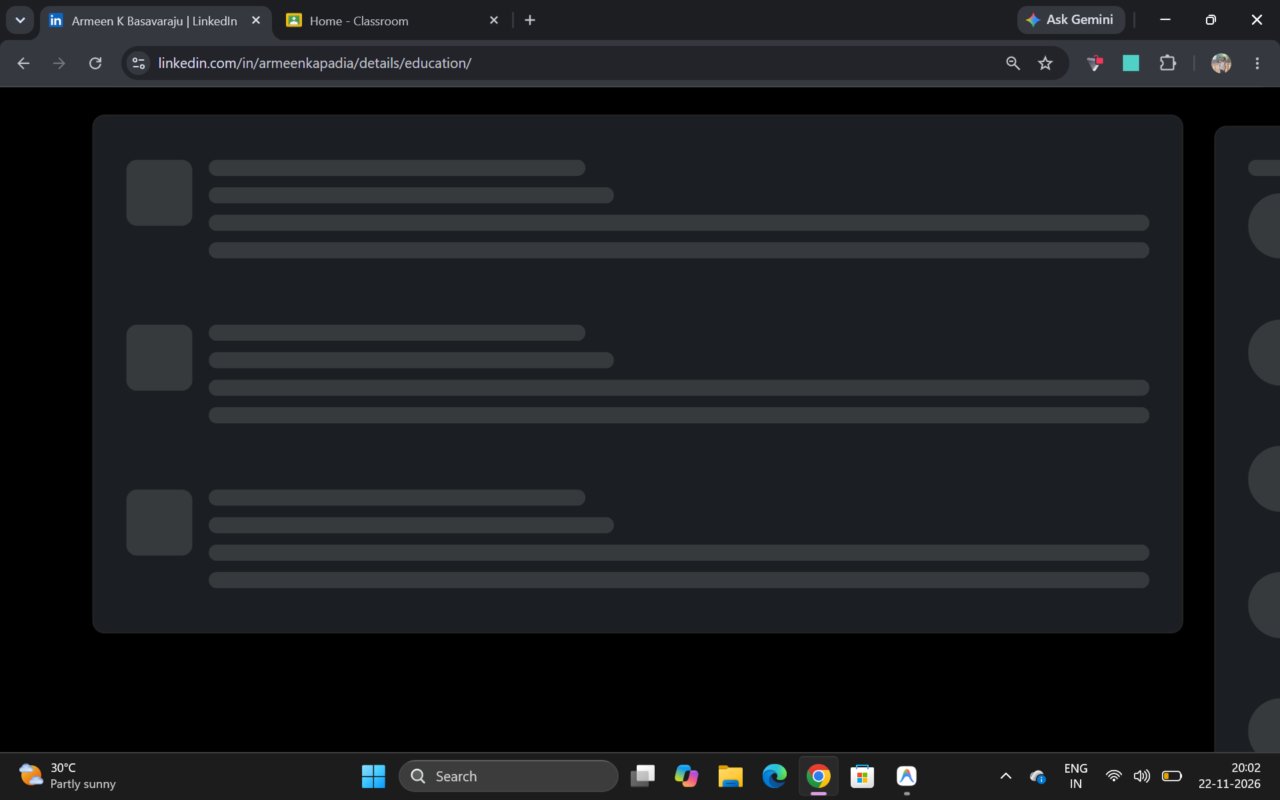 Armeen K Basavaraju | LinkedIn
Home - Classroom
Ask Gemini
linkedin.com/in/armeenkapadia/details/education/
30°C
Partly sunny
Search
ENG
IN
20:02
22-11-2026